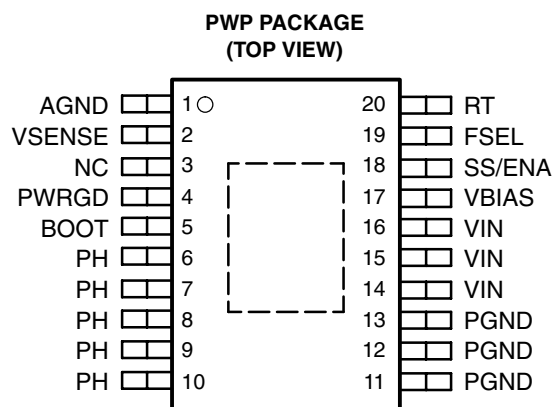 PWP PACKAGE
(TOP VIEW)
AGND 1 20 RT
VSENSE 2 19 FSEL
NC 3 18 SS/ENA
PWRGD 4 17 VBIAS
BOOT 5 16 VIN
PH 6 15 VIN
PH 7 14 VIN
PH 8 13 PGND
PH 9 12 PGND
PH 10 11 PGND